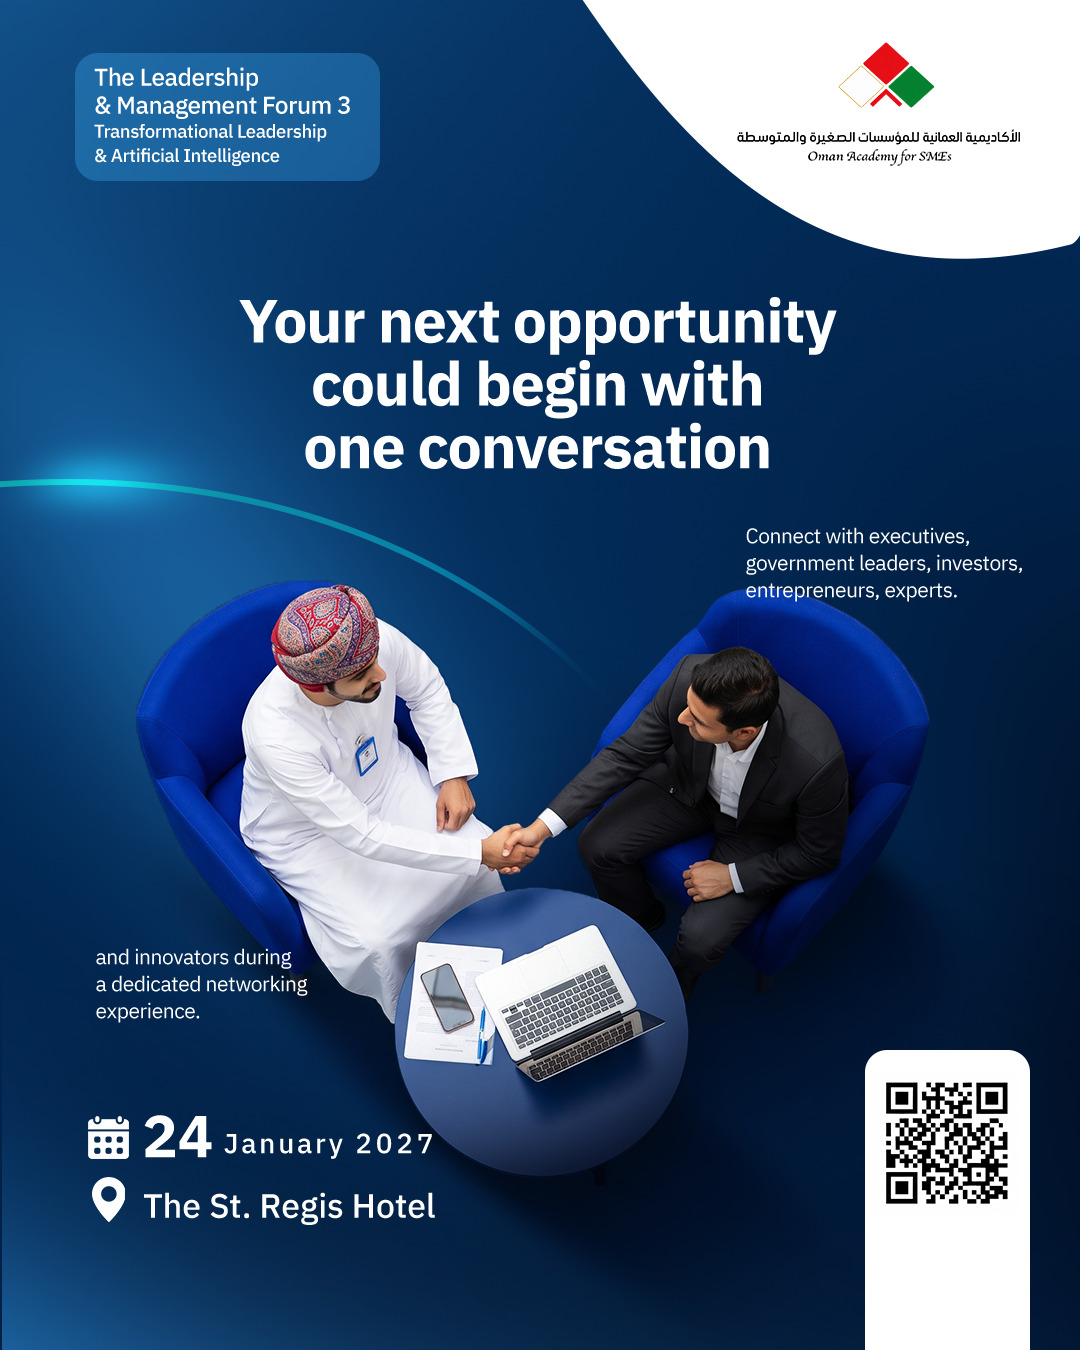 The Leadership
& Management Forum 3
Transformational Leadership
& Artificial Intelligence
الأكاديمية العمانية للمؤسسات الصغيرة والمتوسطة
Oman Academy for SMEs
Your next opportunity
could begin with
one conversation
Connect with executives,
government leaders, investors,
entrepreneurs, experts.
and innovators during
a dedicated networking
experience.
24 January 2027
The St. Regis Hotel